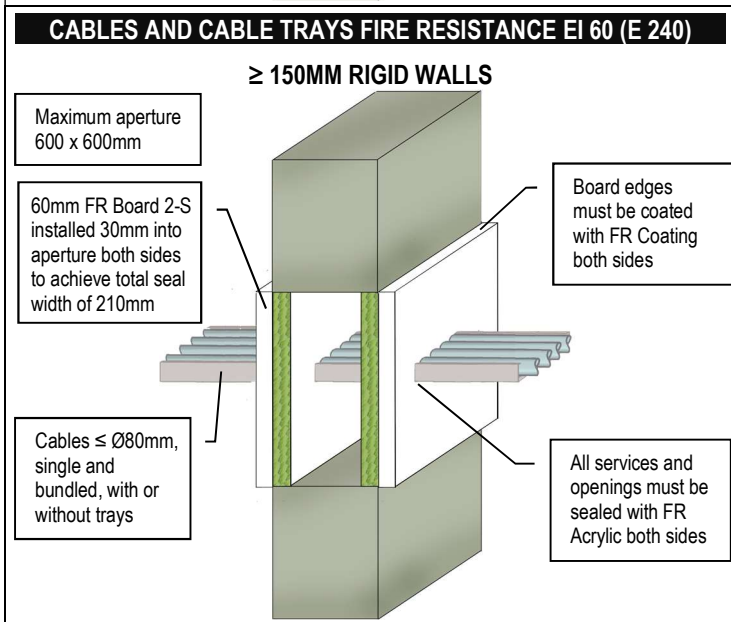 CABLES AND CABLE TRAYS FIRE RESISTANCE EI 60 (E 240)
≥ 150MM RIGID WALLS
Maximum aperture
600 x 600mm
60mm FR Board 2-S
installed 30mm into
aperture both sides
to achieve total seal
width of 210mm
Board edges
must be coated
with FR Coating
both sides
Cables ≤ Ø80mm,
single and
bundled, with or
without trays
All services and
openings must be
sealed with FR
Acrylic both sides